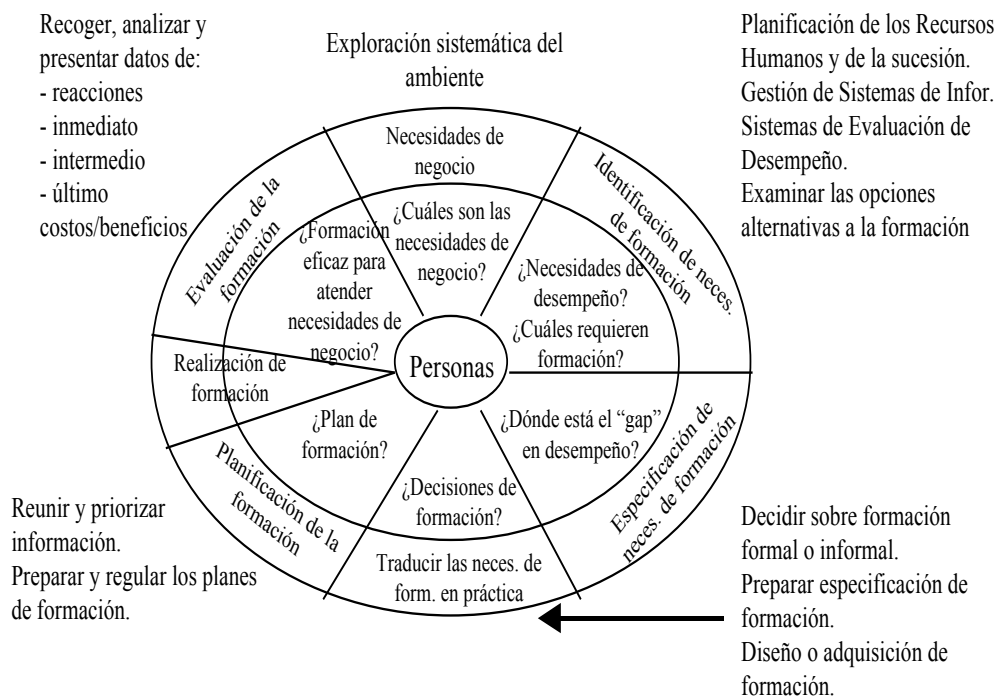 Recoger, analizar y
presentar datos de:
- reacciones
- inmediato
- intermedio
- último
costos/beneficios
Exploración sistemática del
ambiente
Planificación de los Recursos
Humanos y de la sucesión.
Gestión de Sistemas de Infor.
Sistemas de Evaluación de
Desempeño.
Examinar las opciones
alternativas a la formación
Necesidades de
negocio
¿Cuáles son las
necesidades de
negocio?
Identificación de neces.
de formación
¿Necesidades de
desempeño?
¿Cuáles requieren
formación?
Especificación de
neces. de formación
¿Dónde está el “gap”
en desempeño?
Traducir las neces. de
form. en práctica
¿Decisiones de
formación?
Planificación de la
formación
¿Plan de
formación?
Realización de
formación
Evaluación de la
formación
¿Formación
eficaz para
atender
necesidades de
negocio?
Personas
Reunir y priorizar
información.
Preparar y regular los planes
de formación.
Decidir sobre formación
formal o informal.
Preparar especificación de
formación.
Diseño o adquisición de
formación.